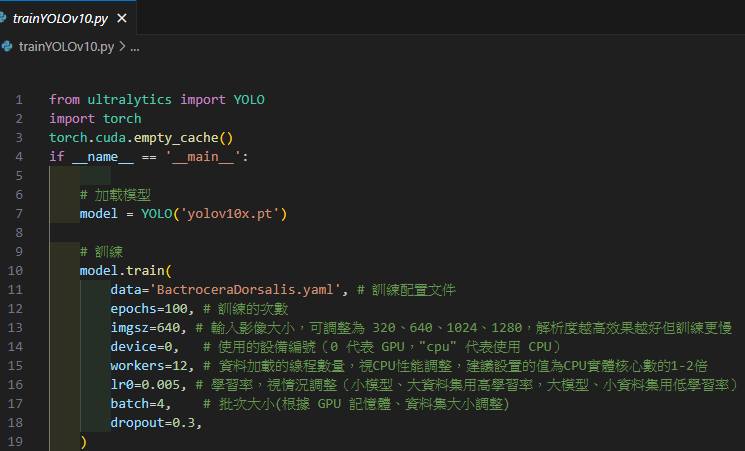 trainYOLOv10.py ×
trainYOLOv10.py > ...
1 from ultralytics import YOLO
2 import torch
3 torch.cuda.empty_cache()
4 if __name__ == '__main__':
5
6 # 加載模型
7 model = YOLO('yolov10x.pt')
8
9 # 訓練
10 model.train(
11 data='BactroceraDorsalis.yaml', # 訓練配置文件
12 epochs=100, # 訓練的次數
13 imgsz=640, # 輸入影像大小，可調整為 320、640、1024、1280，解析度越高效果越好但訓練更慢
14 device=0, # 使用的設備編號（0 代表 GPU，"cpu" 代表使用 CPU）
15 workers=12, # 資料加載的線程數量，視CPU性能調整，建議設置的值為CPU實體核心數的1-2倍
16 lr0=0.005, # 學習率，視情況調整（小模型、大資料集用高學習率，大模型、小資料集用低學習率）
17 batch=4, # 批次大小(根據 GPU 記憶體、資料集大小調整)
18 dropout=0.3,
19 )